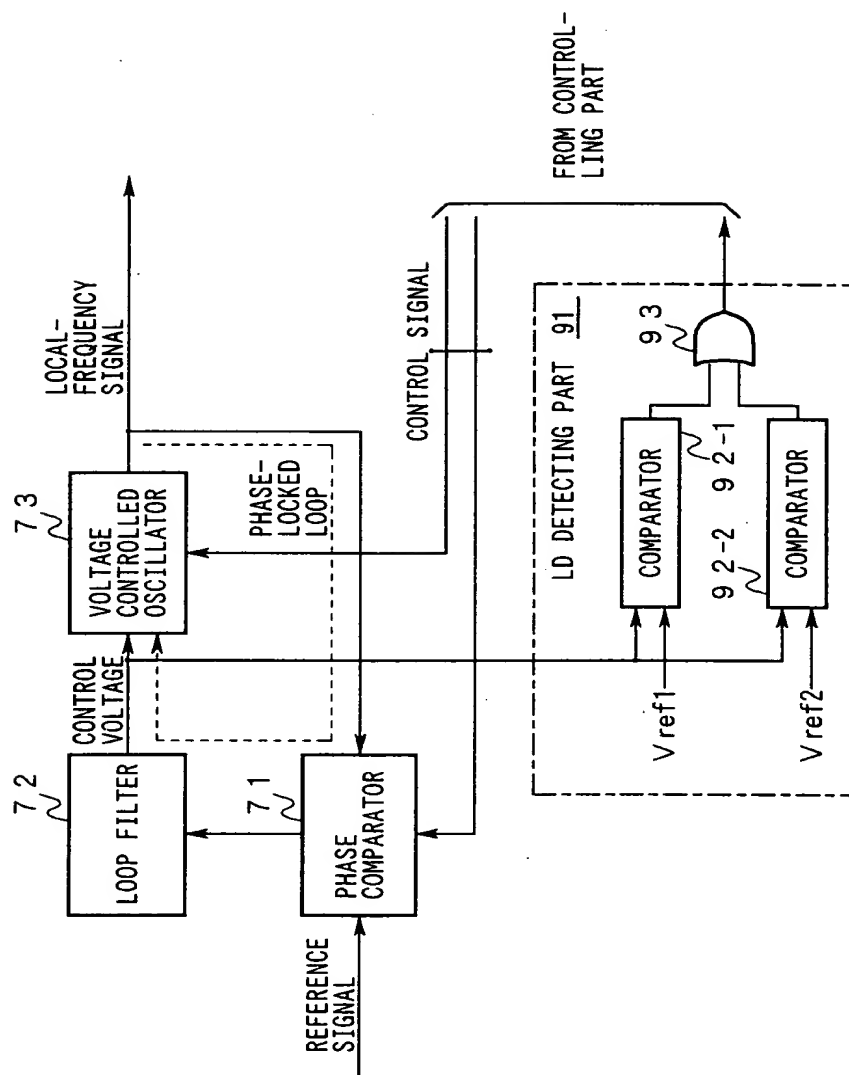 LOCAL-
FREQUENCY
SIGNAL
7 3
VOLTAGE
CONTROLLED
OSCILLATOR
CONTROL
VOLTAGE
7 2
LOOP FILTER
PHASE-
LOCKED
LOOP
7 1
PHASE
COMPARATOR
REFERENCE
SIGNAL
CONTROL SIGNAL
FROM CONTROL-
LING PART
LD DETECTING PART 91
9 3
COMPARATOR
9 2-1
9 2-2
COMPARATOR
Vref1
Vref2